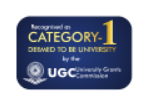 Recognised as
CATEGORY-1
DEEMED TO BE UNIVERSITY
by the
UGC University Grants
Commission